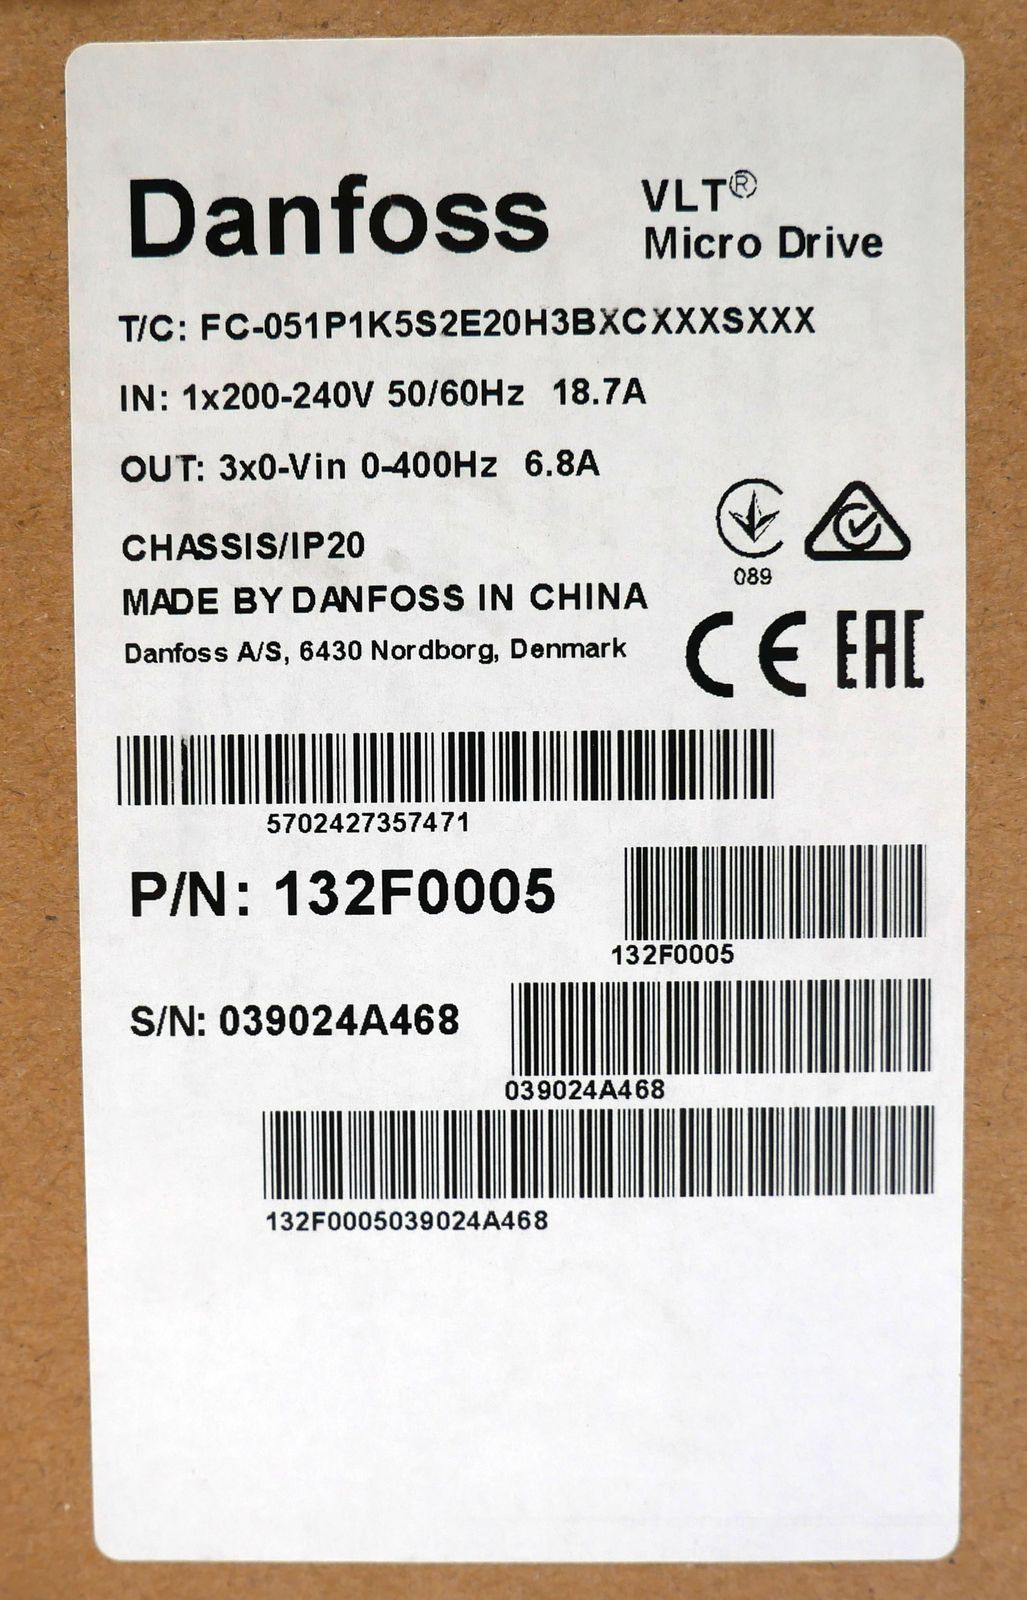 Danfoss
VLT®
Micro Drive
T/C: FC-051P1K5S2E20H3BXCXXXSXXX
IN: 1x200-240V 50/60Hz 18.7A
OUT: 3x0-Vin 0-400Hz 6.8A
CHASSIS/IP20
089
MADE BY DANFOSS IN CHINA
Danfoss A/S, 6430 Nordborg, Denmark
CE EAC
5702427357471
P/N: 132F0005
132F0005
S/N: 039024A468
039024A468
132F0005039024A468